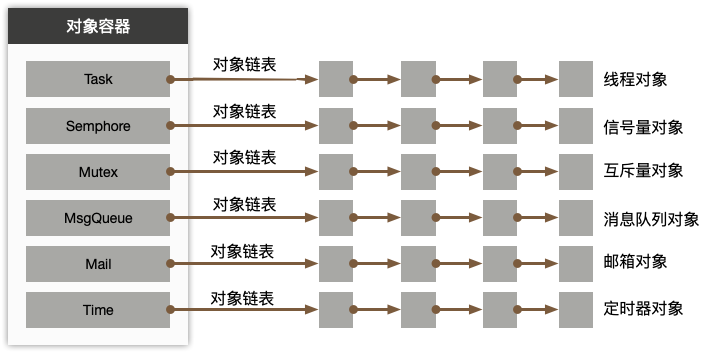 对象容器
Task 对象链表 线程对象
Semphore 对象链表 信号量对象
Mutex 对象链表 互斥量对象
MsgQueue 对象链表 消息队列对象
Mail 对象链表 邮箱对象
Time 对象链表 定时器对象